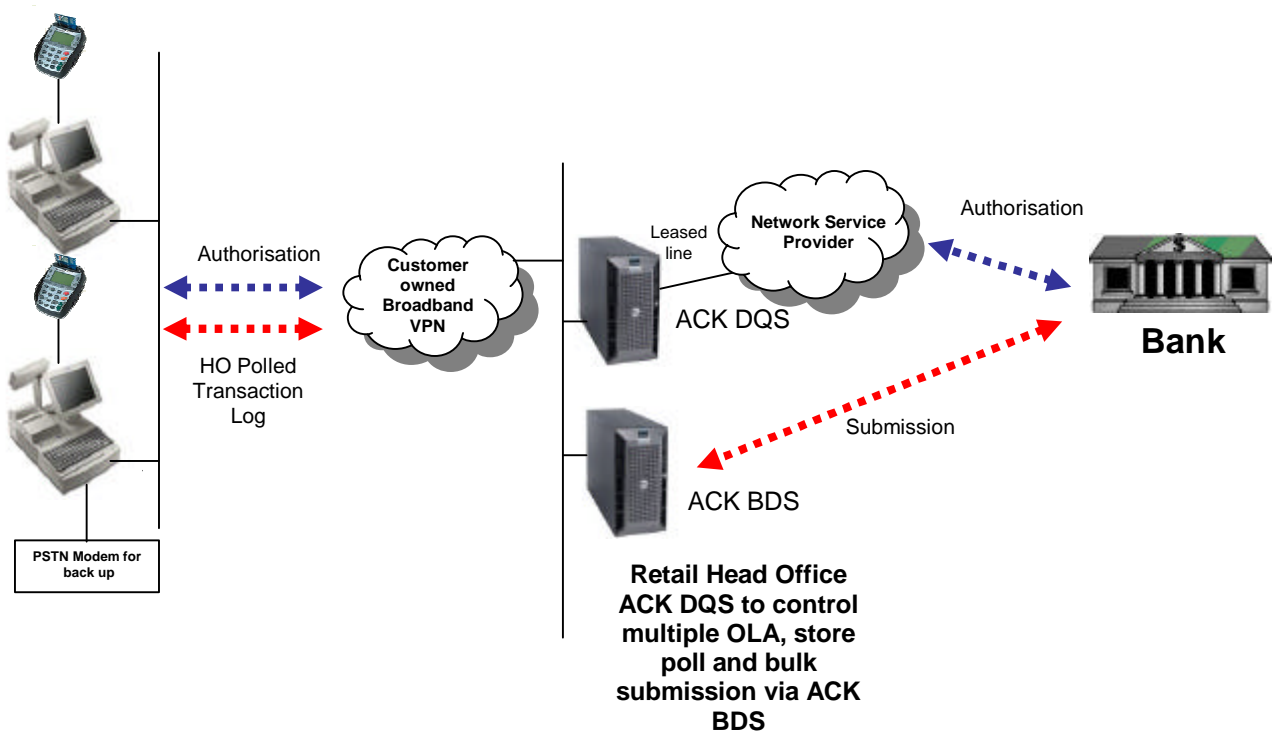 Authorisation
HO Polled
Transaction
Log
PSTN Modem for
back up
Customer
owned
Broadband
VPN
Leased
line
Network Service
Provider
ACK DQS
ACK BDS
Authorisation
Submission
$
Bank
Retail Head Office
ACK DQS to control
multiple OLA, store
poll and bulk
submission via ACK
BDS